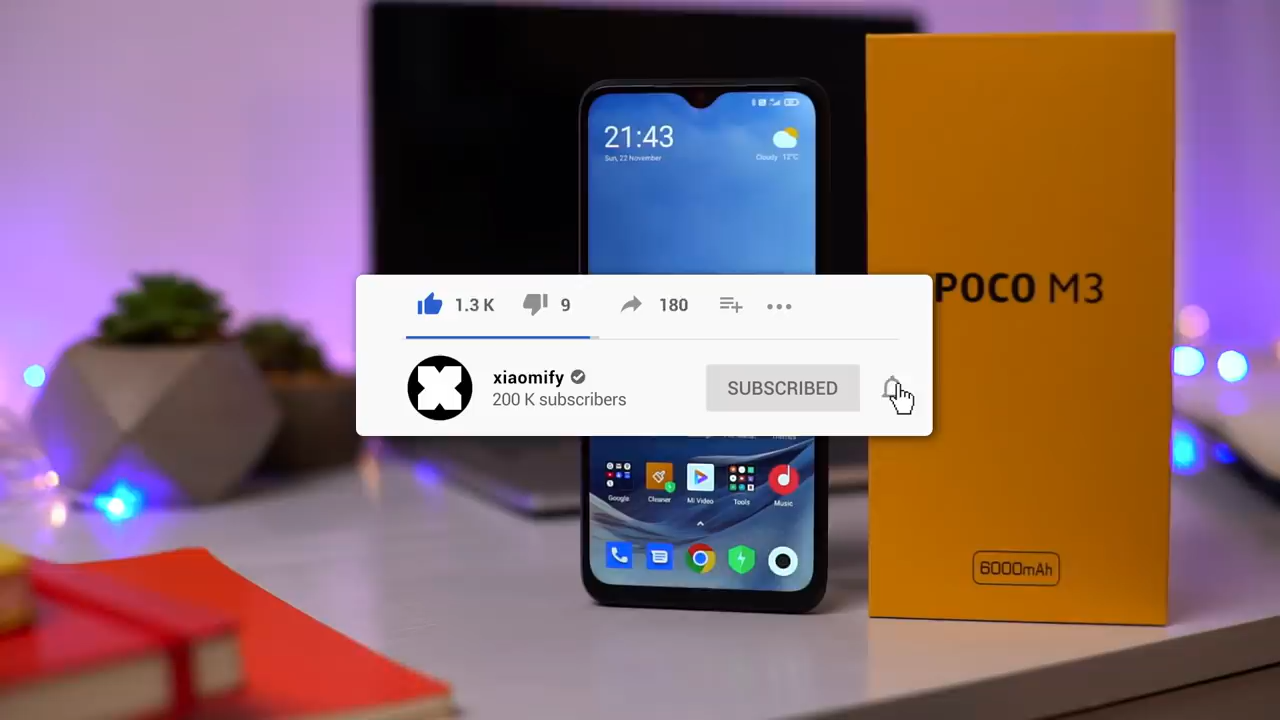 21:43
Sun, 22 November
Cloudy 12°C
POCO M3
1.3 K 9 180
xiaomify
200 K subscribers
SUBSCRIBED
Google Cleaner Mi Video Tools Music
6000mAh